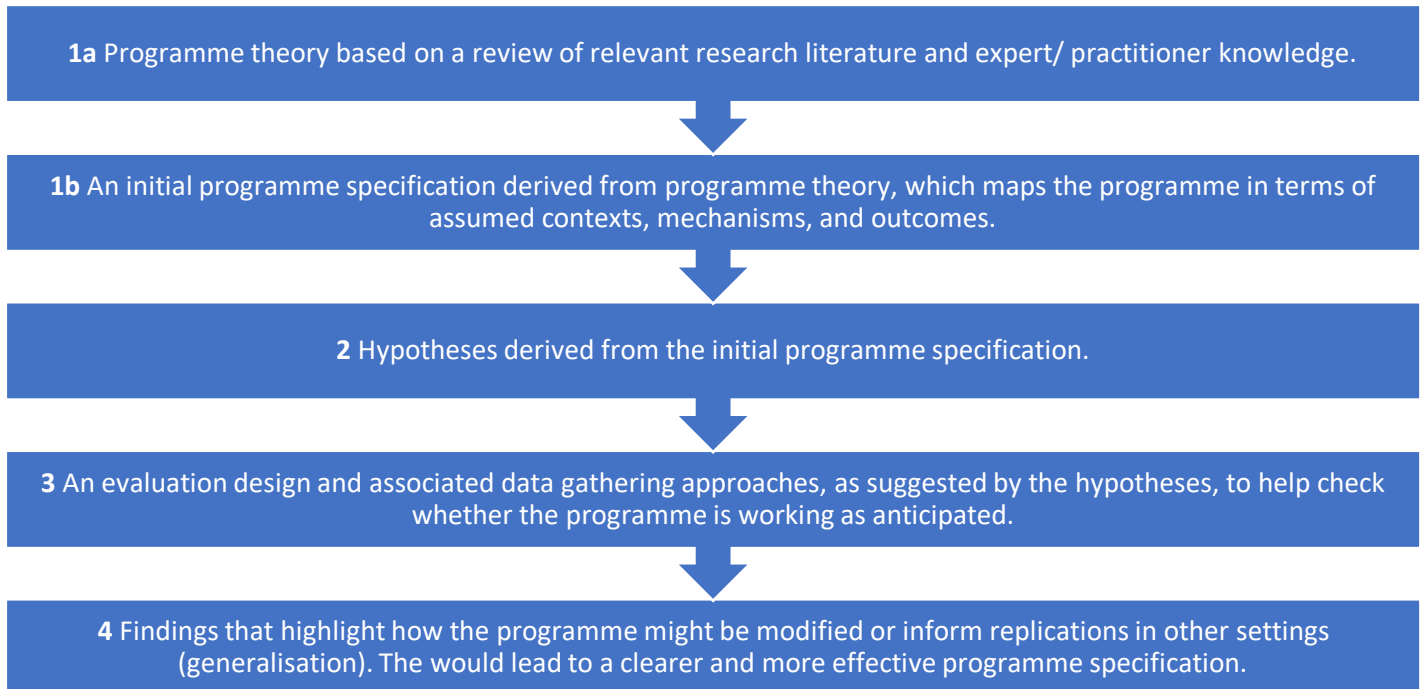 1a Programme theory based on a review of relevant research literature and expert/ practitioner knowledge.
1b An initial programme specification derived from programme theory, which maps the programme in terms of
assumed contexts, mechanisms, and outcomes.
2 Hypotheses derived from the initial programme specification.
3 An evaluation design and associated data gathering approaches, as suggested by the hypotheses, to help check
whether the programme is working as anticipated.
4 Findings that highlight how the programme might be modified or inform replications in other settings
(generalisation). The would lead to a clearer and more effective programme specification.